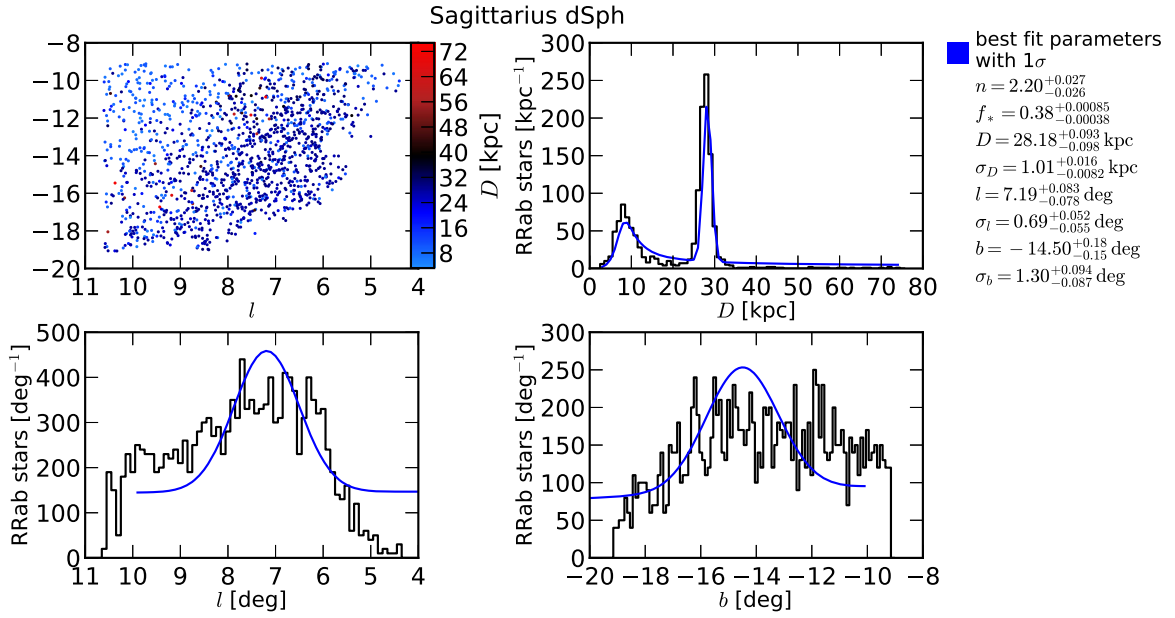 Sagittarius dSph
−8
−10
−12
−14
−16
−18
−20
11 10 9 8 7 6 5 4
l
72
64
56
48
40
32
24
16
8
D [kpc]
300
250
200
150
100
50
0
RRab stars [kpc⁻¹]
0 10 20 30 40 50 60 70 80
D [kpc]
best fit parameters
with 1σ
n = 2.20 +0.027 −0.026
f* = 0.38 +0.00085 −0.00038
D = 28.18 +0.093 −0.098 kpc
σD = 1.01 +0.016 −0.0082 kpc
l = 7.19 +0.083 −0.078 deg
σl = 0.69 +0.052 −0.055 deg
b = −14.50 +0.18 −0.15 deg
σb = 1.30 +0.094 −0.087 deg
500
400
300
200
100
0
RRab stars [deg⁻¹]
11 10 9 8 7 6 5 4
l [deg]
300
250
200
150
100
50
0
RRab stars [deg⁻¹]
−20 −18 −16 −14 −12 −10 −8
b [deg]